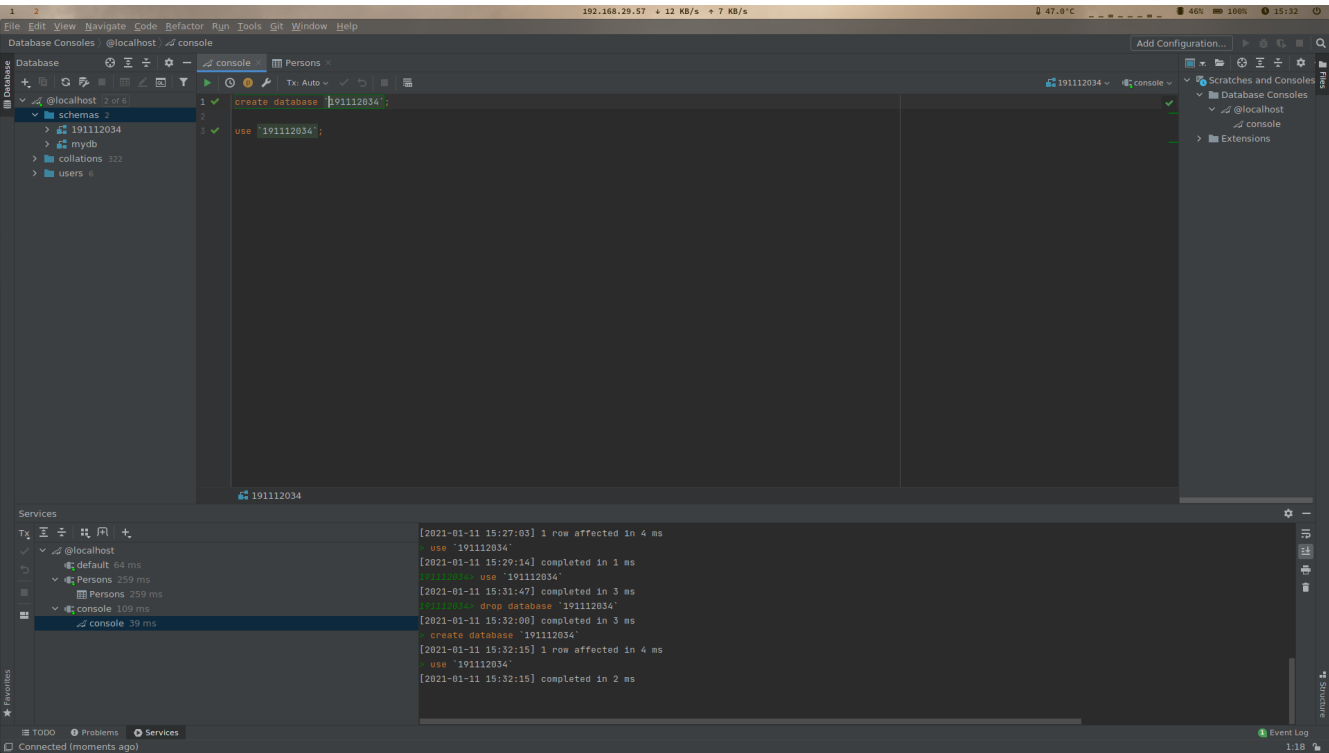 1 2 192.168.29.57 ↓ 12 KB/s ↑ 7 KB/s 47.0°C 46% 100% 15:32
File Edit View Navigate Code Refactor Run Tools Git Window Help
Database Consoles @localhost console Add Configuration...
Database
Database
console
Persons
Tx: Auto
191112034
console
@localhost 2 of 6
schemas 2
191112034
mydb
collations 322
users 6
1 create database `191112034`;
2
3 use `191112034`;
191112034
Scratches and Consoles
Database Consoles
@localhost
console
Extensions
Files
Services
Tx
@localhost
default 64 ms
Persons 259 ms
Persons 259 ms
console 109 ms
console 39 ms
[2021-01-11 15:27:03] 1 row affected in 4 ms
> use `191112034`
[2021-01-11 15:29:14] completed in 1 ms
191112034> use `191112034`
[2021-01-11 15:31:47] completed in 3 ms
191112034> drop database `191112034`
[2021-01-11 15:32:00] completed in 3 ms
> create database `191112034`
[2021-01-11 15:32:15] 1 row affected in 4 ms
> use `191112034`
[2021-01-11 15:32:15] completed in 2 ms
Favorites
Structure
TODO Problems Services 1 Event Log
Connected (moments ago) 1:18